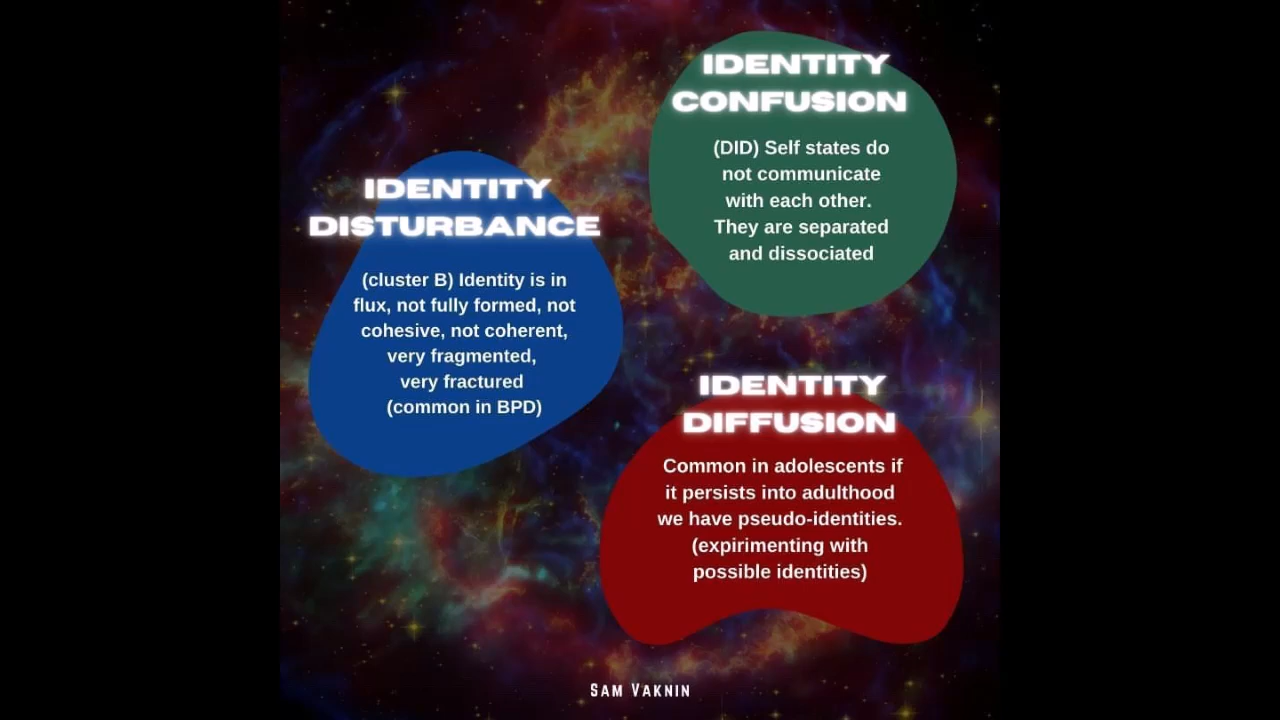 IDENTITY
DISTURBANCE
(cluster B) Identity is in
flux, not fully formed, not
cohesive, not coherent,
very fragmented,
very fractured
(common in BPD)
IDENTITY
CONFUSION
(DID) Self states do
not communicate
with each other.
They are separated
and dissociated
IDENTITY
DIFFUSION
Common in adolescents if
it persists into adulthood
we have pseudo-identities.
(expirimenting with
possible identities)
SAM VAKNIN